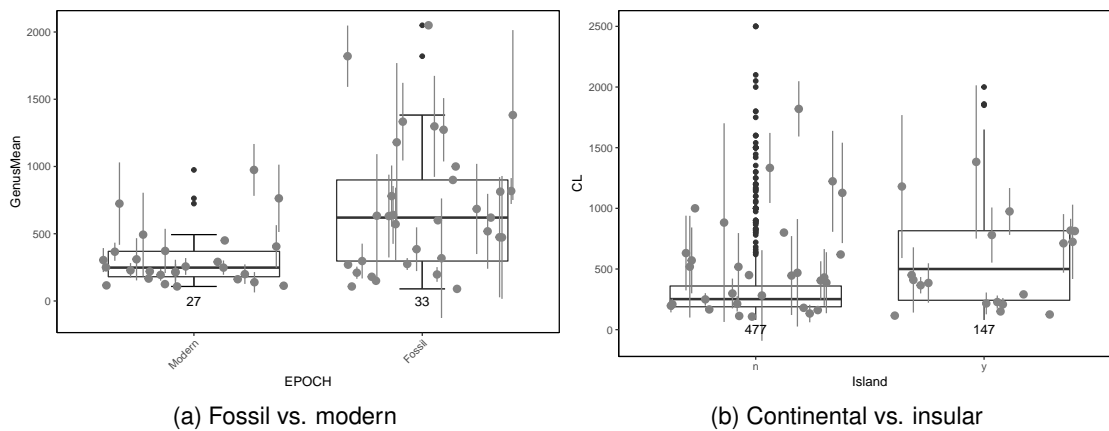 2000
1500
1000
500
0
GenusMean
27
33
Modern
Fossil
EPOCH
(a) Fossil vs. modern
2500
2000
1500
1000
500
0
CL
477
147
n
y
Island
(b) Continental vs. insular